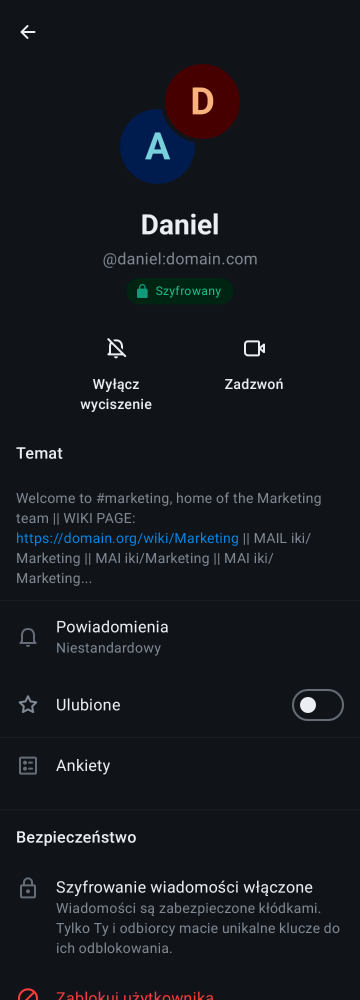 D
A
Daniel
@daniel:domain.com
Szyfrowany
Wyłącz
wyciszenie
Zadzwoń
Temat
Welcome to #marketing, home of the Marketing
team || WIKI PAGE:
https://domain.org/wiki/Marketing || MAIL iki/
Marketing || MAI iki/Marketing || MAI iki/
Marketing...
Powiadomienia
Niestandardowy
Ulubione
Ankiety
Bezpieczeństwo
Szyfrowanie wiadomości włączone
Wiadomości są zabezpieczone kłódkami.
Tylko Ty i odbiorcy macie unikalne klucze do
ich odblokowania.
Zablokuj użytkownika